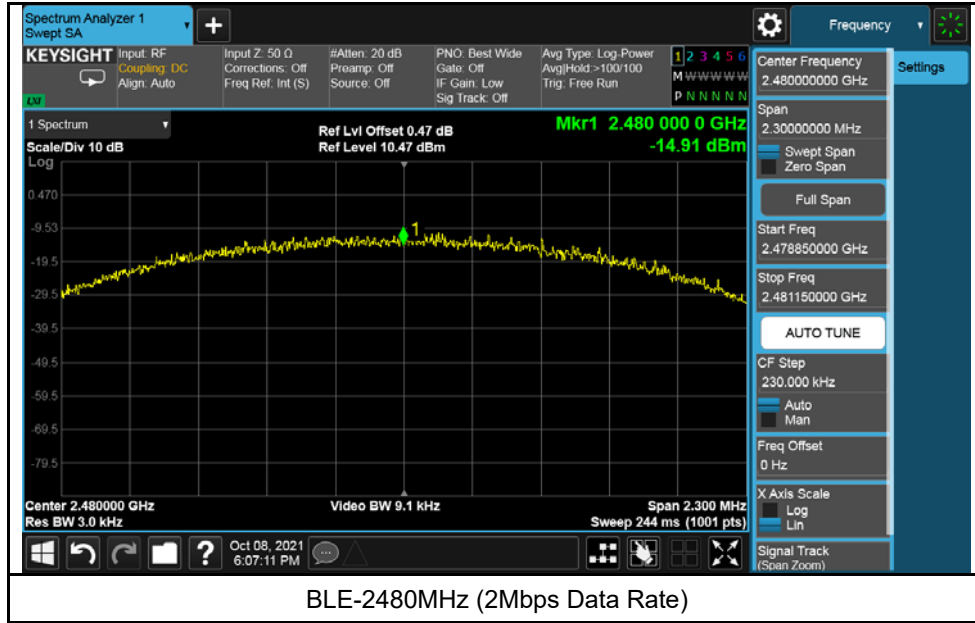 Spectrum Analyzer 1
Swept SA
+
Frequency
KEYSIGHT
Input: RF
Coupling: DC
Align: Auto
LXI
Input Z: 50 Ω
Corrections: Off
Freq Ref: Int (S)
#Atten: 20 dB
Preamp: Off
Source: Off
PNO: Best Wide
Gate: Off
IF Gain: Low
Sig Track: Off
Avg Type: Log-Power
Avg|Hold:>100/100
Trig: Free Run
1 2 3 4 5 6
M W W W W W
P N N N N N
1 Spectrum
Scale/Div 10 dB
Ref Lvl Offset 0.47 dB
Ref Level 10.47 dBm
Mkr1 2.480 000 0 GHz
-14.91 dBm
Log
0.470
-9.53
-19.5
-29.5
-39.5
-49.5
-59.5
-69.5
-79.5
1
Center 2.480000 GHz
Res BW 3.0 kHz
Video BW 9.1 kHz
Span 2.300 MHz
Sweep 244 ms (1001 pts)
Center Frequency
2.480000000 GHz
Span
2.30000000 MHz
Swept Span
Zero Span
Full Span
Start Freq
2.478850000 GHz
Stop Freq
2.481150000 GHz
AUTO TUNE
CF Step
230.000 kHz
Auto
Man
Freq Offset
0 Hz
X Axis Scale
Log
Lin
Signal Track
(Span Zoom)
Settings
?
Oct 08, 2021
6:07:11 PM
BLE-2480MHz (2Mbps Data Rate)